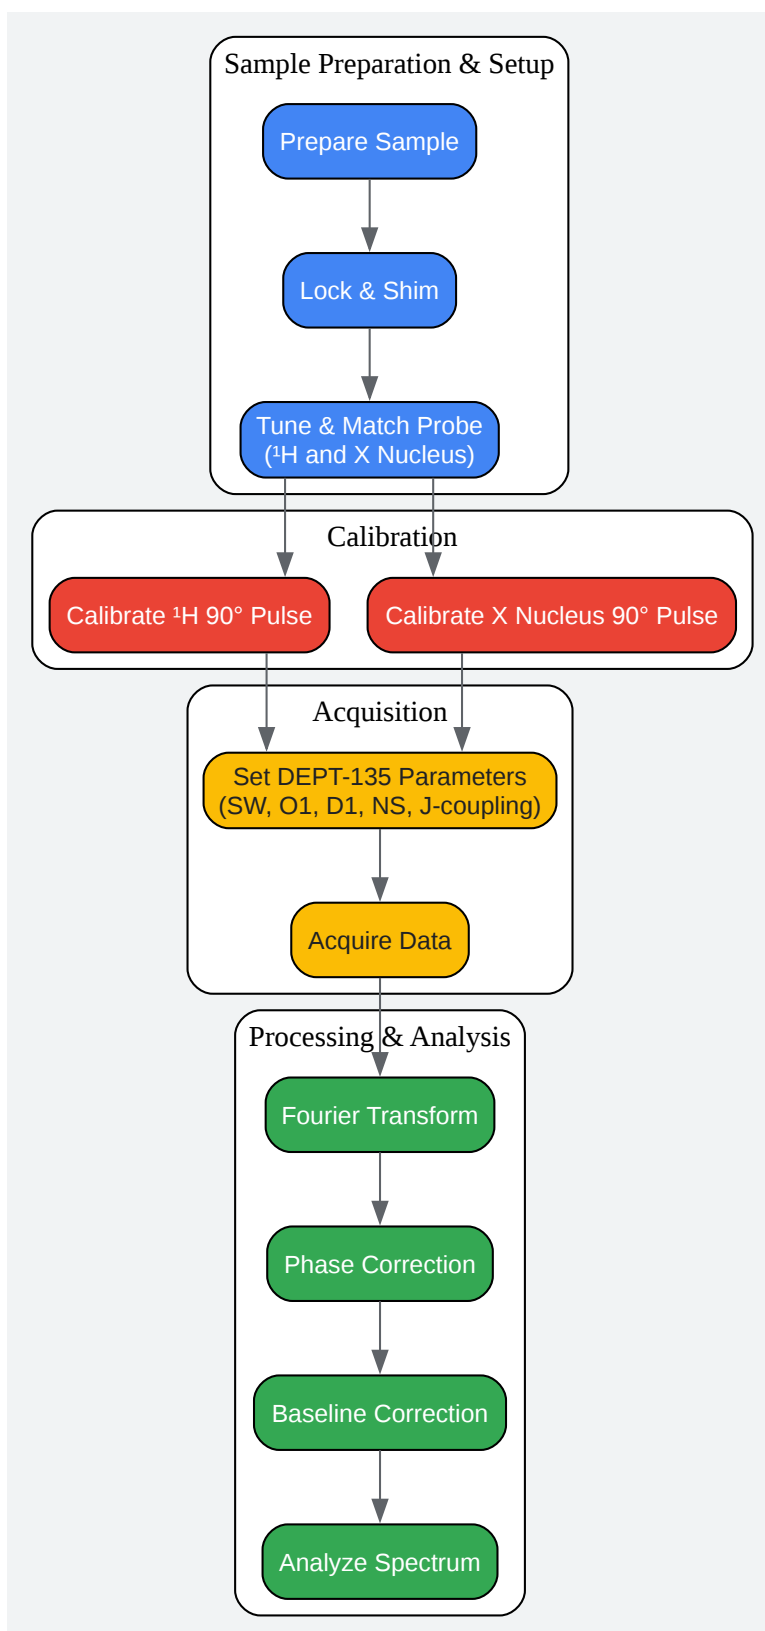 Sample Preparation & Setup
Prepare Sample
Lock & Shim
Tune & Match Probe
(¹H and X Nucleus)
Calibration
Calibrate ¹H 90° Pulse
Calibrate X Nucleus 90° Pulse
Acquisition
Set DEPT-135 Parameters
(SW, O1, D1, NS, J-coupling)
Acquire Data
Processing & Analysis
Fourier Transform
Phase Correction
Baseline Correction
Analyze Spectrum